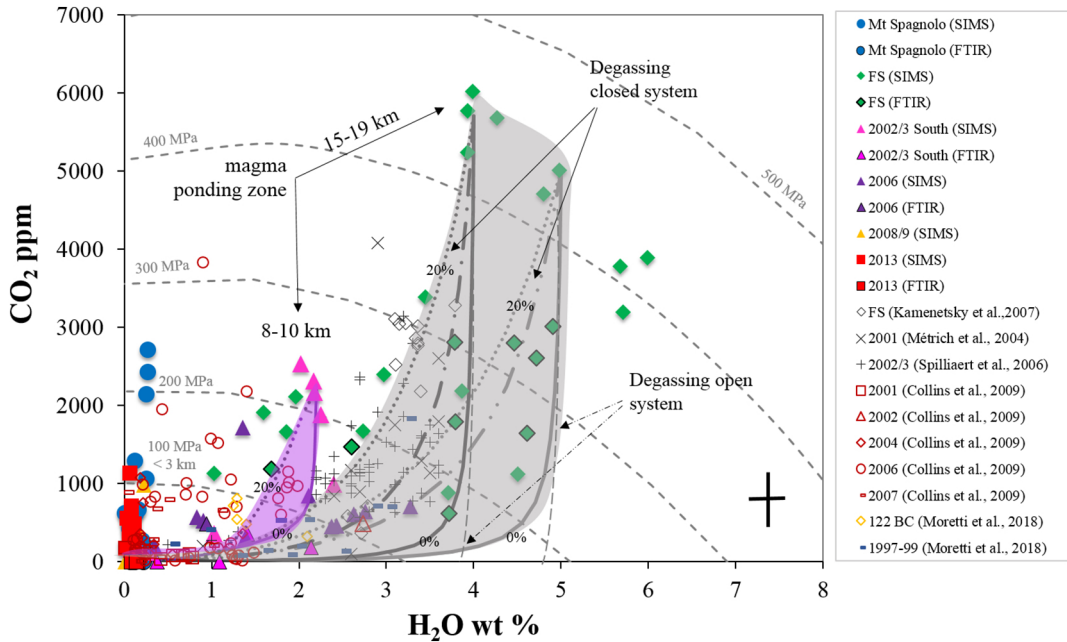 7000
6000
5000
4000
3000
2000
1000
0
CO₂ ppm
0
1
2
3
4
5
6
7
8
H₂O wt %
400 MPa
300 MPa
200 MPa
100 MPa
< 3 km
500 MPa
15-19 km
magma
ponding zone
8-10 km
Degassing
closed system
Degassing open
system
20%
20%
20%
0%
0%
0%
Mt Spagnolo (SIMS)
Mt Spagnolo (FTIR)
FS (SIMS)
FS (FTIR)
2002/3 South (SIMS)
2002/3 South (FTIR)
2006 (SIMS)
2006 (FTIR)
2008/9 (SIMS)
2013 (SIMS)
2013 (FTIR)
FS (Kamenetsky et al.,2007)
2001 (Métrich et al., 2004)
2002/3 (Spilliaert et al., 2006)
2001 (Collins et al., 2009)
2002 (Collins et al., 2009)
2004 (Collins et al., 2009)
2006 (Collins et al., 2009)
2007 (Collins et al., 2009)
122 BC (Moretti et al., 2018)
1997-99 (Moretti et al., 2018)